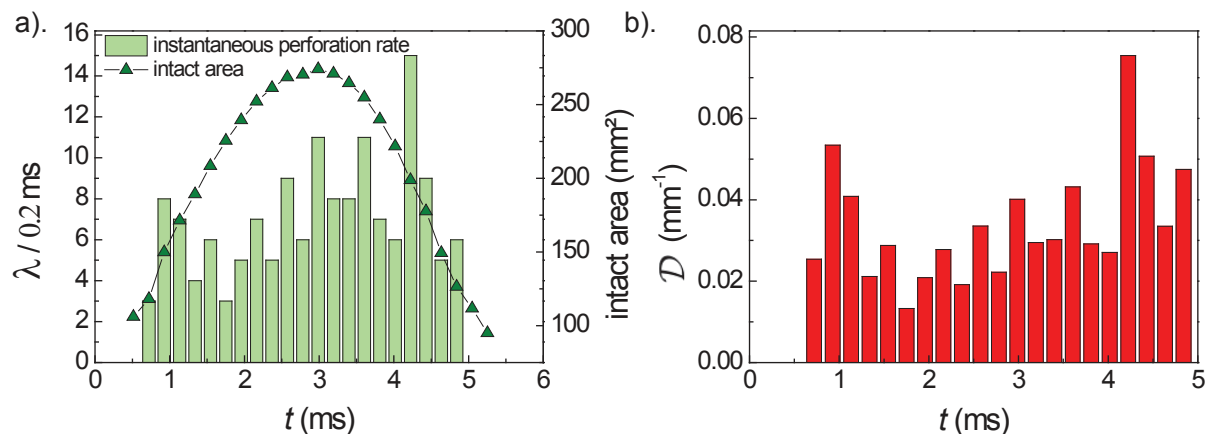 a).
16
14
12
10
8
6
4
2
0
λ / 0.2 ms
instantaneous perforation rate
intact area
300
250
200
150
100
intact area (mm²)
0 1 2 3 4 5 6
t (ms)
b).
0.08
0.06
0.04
0.02
0.00
𝒟 (mm⁻¹)
0 1 2 3 4 5
t (ms)